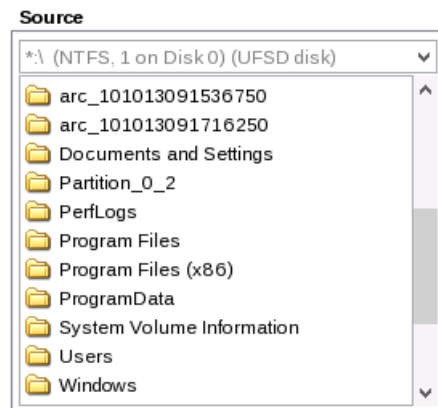 Source
*:\ (NTFS, 1 on Disk 0) (UFSD disk)
arc_101013091536750
arc_101013091716250
Documents and Settings
Partition_0_2
PerfLogs
Program Files
Program Files (x86)
ProgramData
System Volume Information
Users
Windows